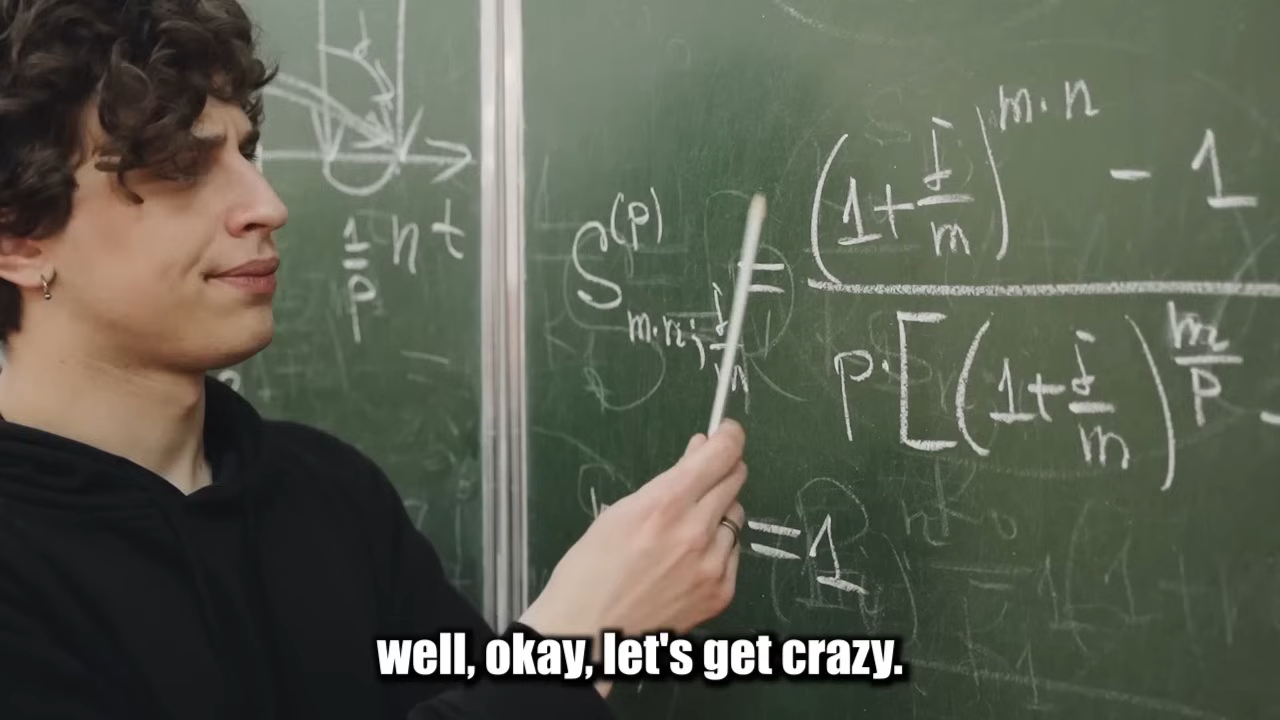 1/p n t
S^(p)_{m·n; j/m} = (1+j/m)^{m·n} - 1
p·[(1+j/m)^{m/p} -
=1
well, okay, let's get crazy.